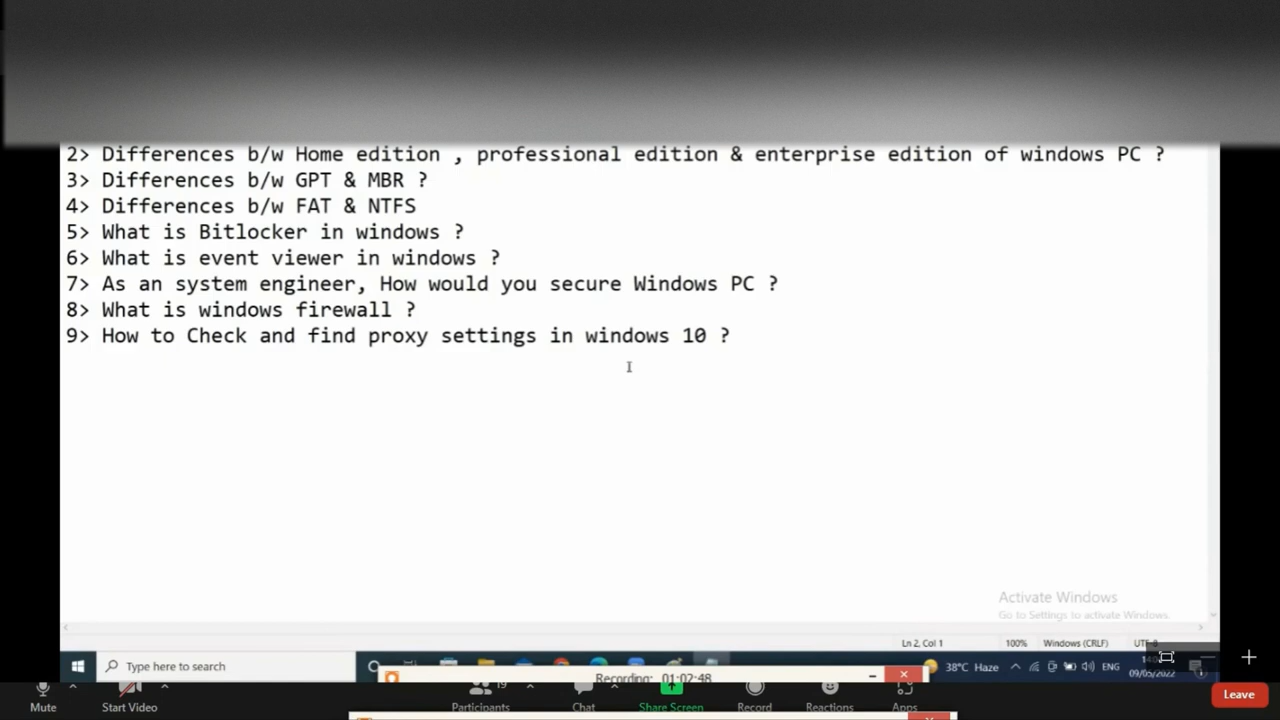 2> Differences b/w Home edition , professional edition & enterprise edition of windows PC ?
3> Differences b/w GPT & MBR ?
4> Differences b/w FAT & NTFS
5> What is Bitlocker in windows ?
6> What is event viewer in windows ?
7> As an system engineer, How would you secure Windows PC ?
8> What is windows firewall ?
9> How to Check and find proxy settings in windows 10 ?
Activate Windows
Go to Settings to activate Windows.
Ln 2, Col 1 100% Windows (CRLF) UTF-8
Type here to search
38°C Haze ENG
09/05/2022
Recording: 01:02:48
19
Mute Start Video Participants Chat Share Screen Record Reactions Apps Leave